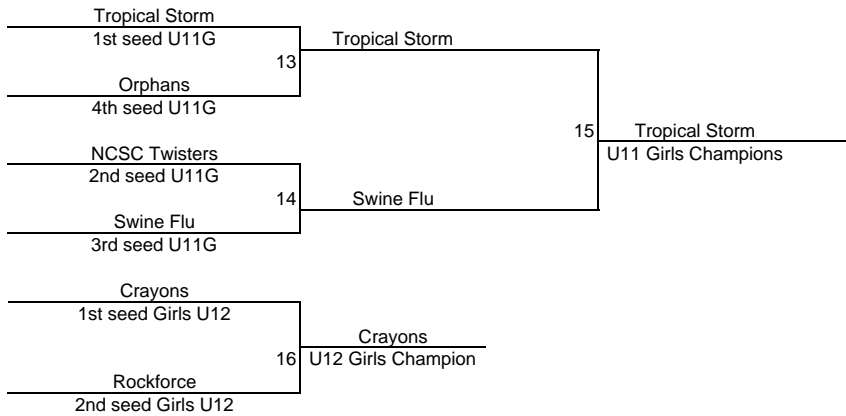 Tropical Storm
1st seed U11G
Tropical Storm
13
Orphans
4th seed U11G
15
Tropical Storm
U11 Girls Champions
NCSC Twisters
2nd seed U11G
14
Swine Flu
Swine Flu
3rd seed U11G
Crayons
1st seed Girls U12
Crayons
16
U12 Girls Champion
Rockforce
2nd seed Girls U12